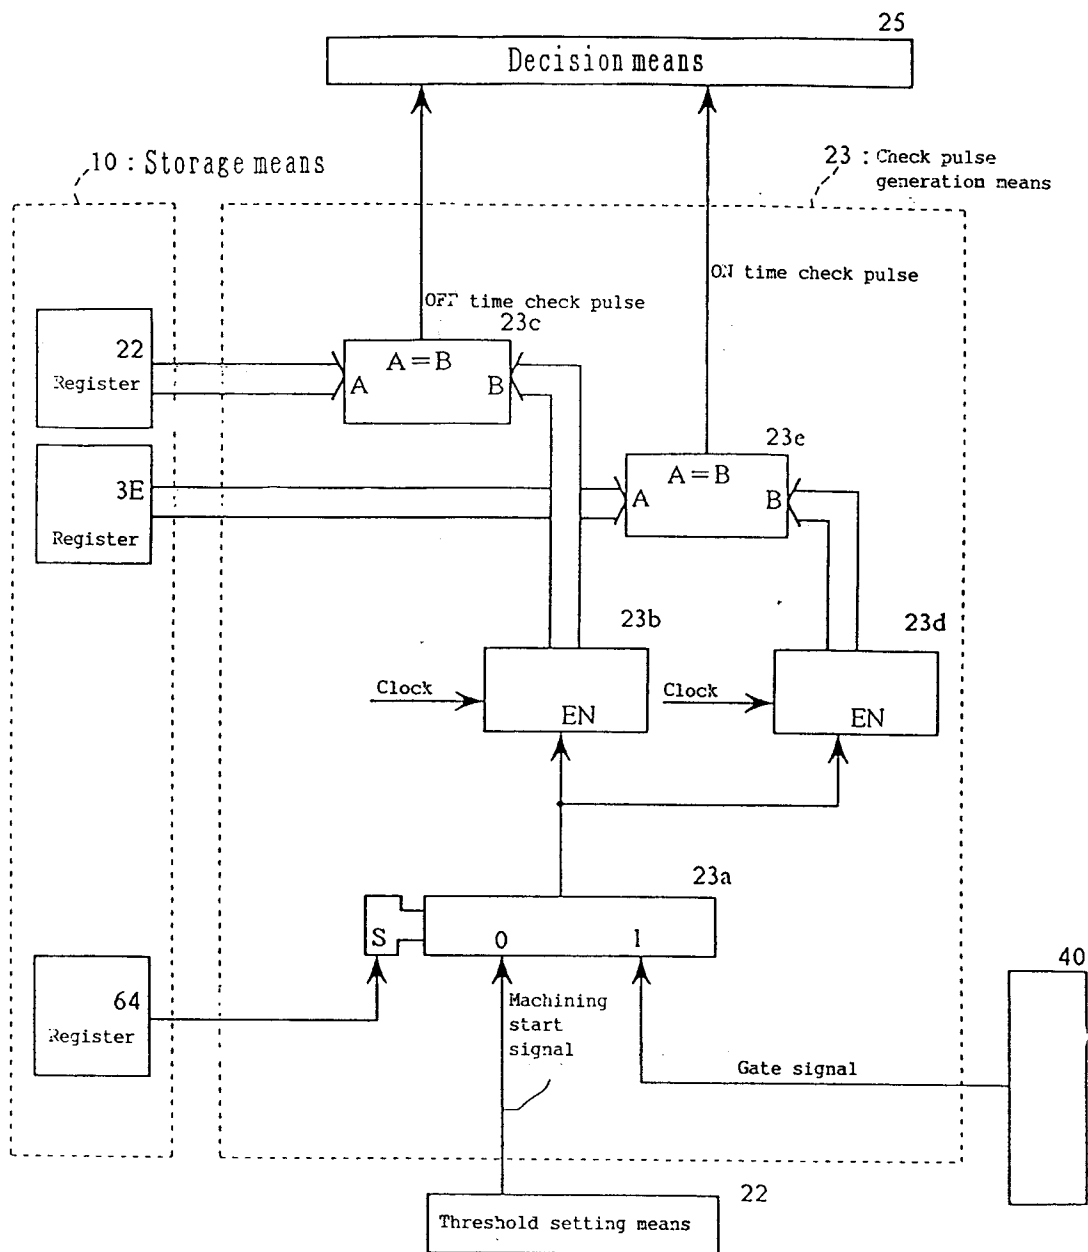 25
Decision means
10 : Storage means
23 : Check pulse
generation means
ON time check pulse
OFF time check pulse
23c
22
Register
A = B
A
B
23e
3E
Register
A = B
A
B
23b
23d
Clock
EN
Clock
EN
23a
S
0
1
64
Register
Machining
start
signal
40
Gate signal
22
Threshold setting means